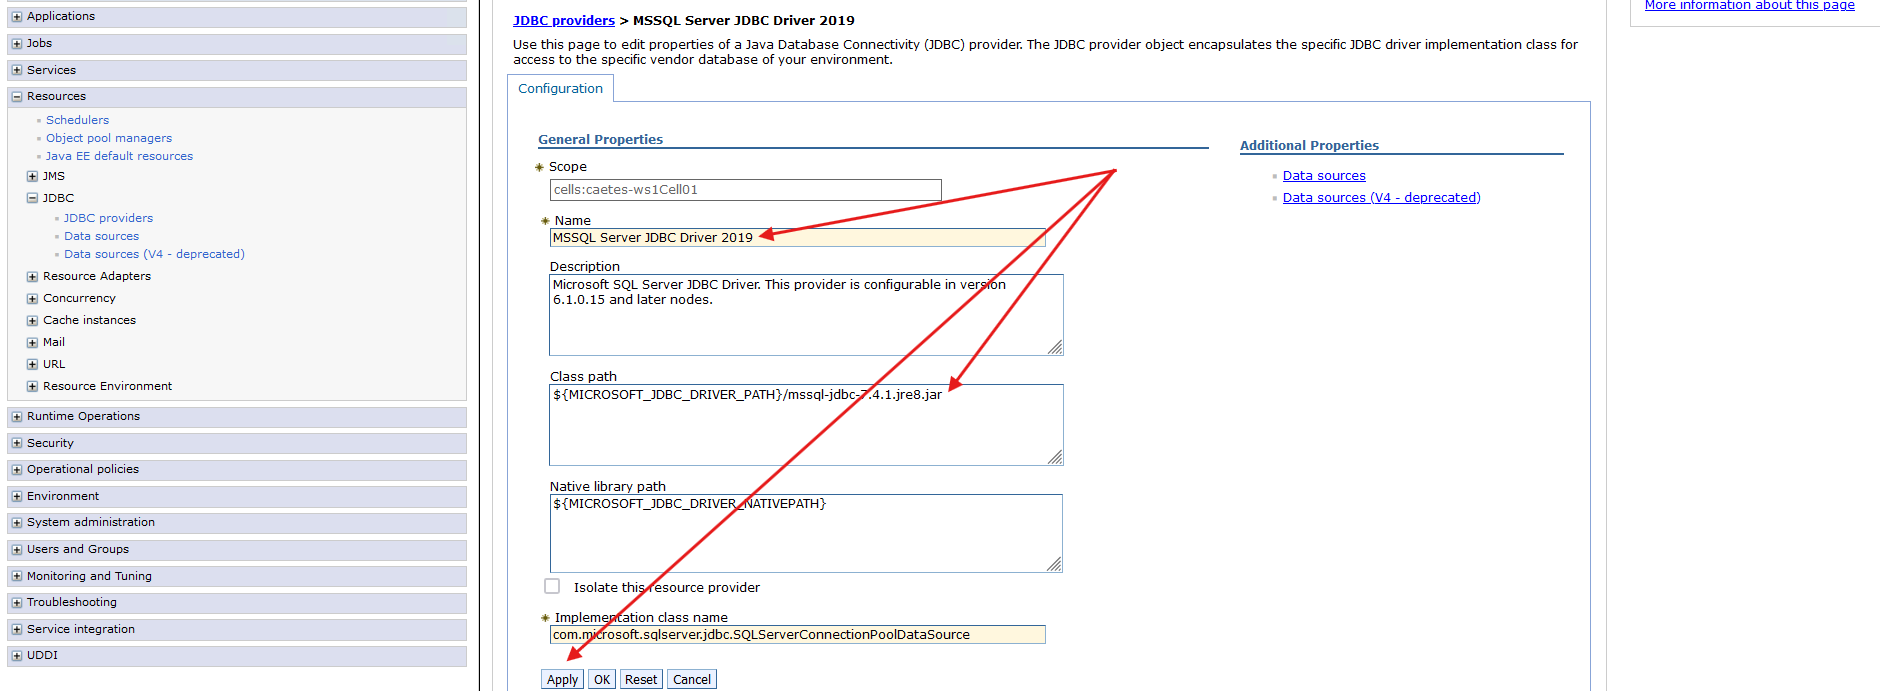 Applications
Jobs
Services
Resources
Schedulers
Object pool managers
Java EE default resources
JMS
JDBC
JDBC providers
Data sources
Data sources (V4 - deprecated)
Resource Adapters
Concurrency
Cache instances
Mail
URL
Resource Environment
Runtime Operations
Security
Operational policies
Environment
System administration
Users and Groups
Monitoring and Tuning
Troubleshooting
Service integration
UDDI
JDBC providers > MSSQL Server JDBC Driver 2019
Use this page to edit properties of a Java Database Connectivity (JDBC) provider. The JDBC provider object encapsulates the specific JDBC driver implementation class for
access to the specific vendor database of your environment.
Configuration
General Properties
Scope
cells:caetes-ws1Cell01
Name
MSSQL Server JDBC Driver 2019
Description
Microsoft SQL Server JDBC Driver. This provider is configurable in version
6.1.0.15 and later nodes.
Class path
${MICROSOFT_JDBC_DRIVER_PATH}/mssql-jdbc-7.4.1.jre8.jar
Native library path
${MICROSOFT_JDBC_DRIVER_NATIVEPATH}
Isolate this resource provider
Implementation class name
com.microsoft.sqlserver.jdbc.SQLServerConnectionPoolDataSource
Apply OK Reset Cancel
Additional Properties
Data sources
Data sources (V4 - deprecated)
More information about this page